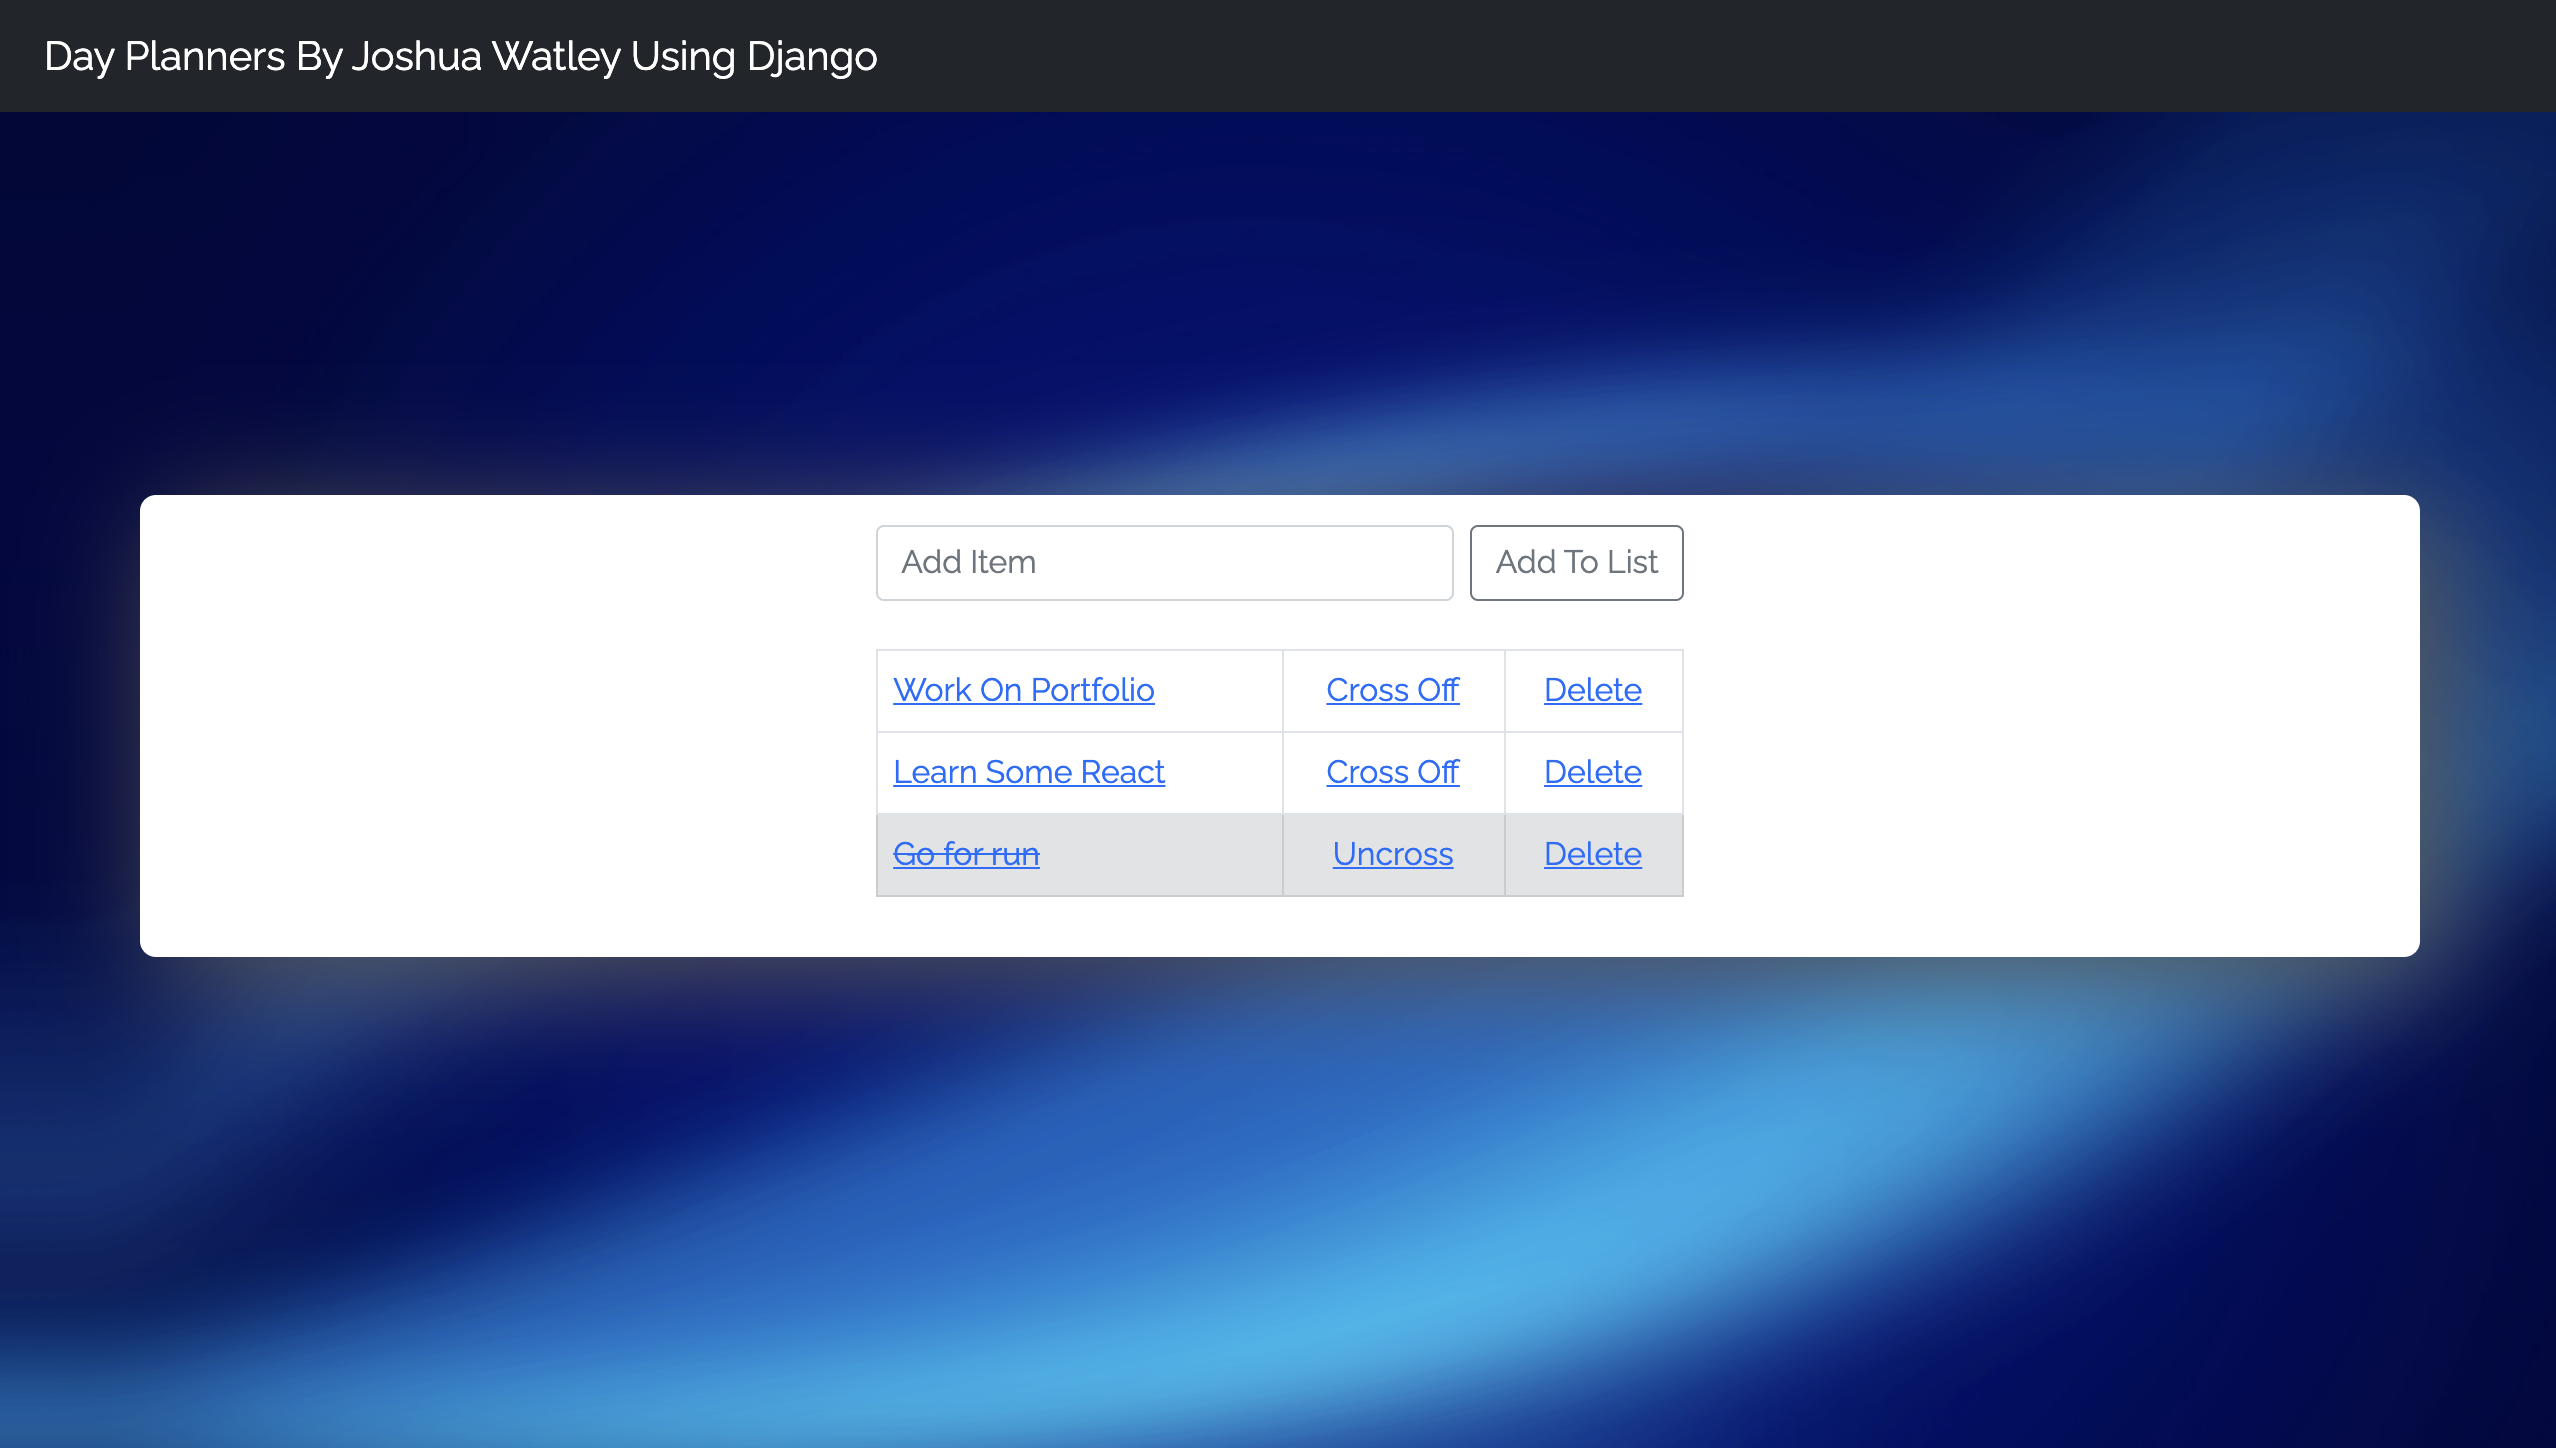 Day Planners By Joshua Watley Using Django
Add Item Add To List
Work On Portfolio Cross Off Delete
Learn Some React Cross Off Delete
Go for run Uncross Delete